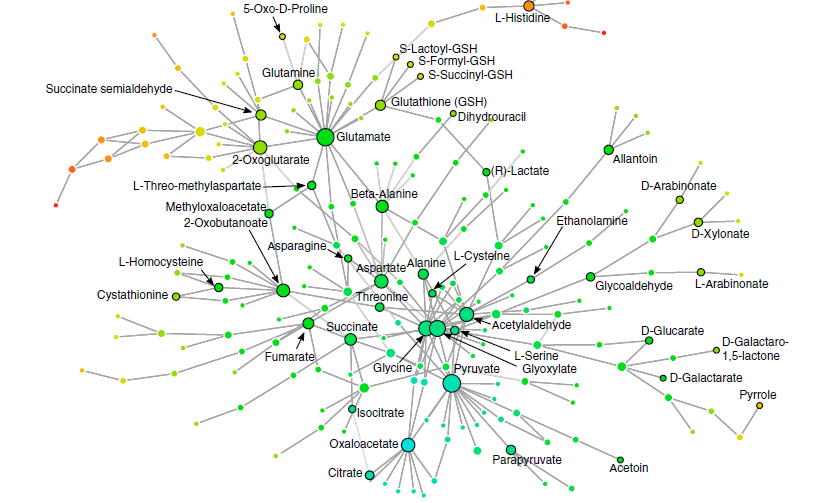 5-Oxo-D-Proline
L-Histidine
S-Lactoyl-GSH
S-Formyl-GSH
S-Succinyl-GSH
Glutamine
Succinate semialdehyde
Glutathione (GSH)
Dihydrouracil
Glutamate
2-Oxoglutarate
Allantoin
(R)-Lactate
L-Threo-methylaspartate
Beta-Alanine
D-Arabinonate
Methyloxaloacetate
2-Oxobutanoate
Ethanolamine
D-Xylonate
Asparagine
L-Homocysteine
Aspartate
Alanine
L-Cysteine
Cystathionine
Threonine
Glycoaldehyde
L-Arabinonate
Succinate
Acetylaldehyde
D-Glucarate
Fumarate
L-Serine
D-Galactaro-
1,5-lactone
Glycine
Pyruvate
Glyoxylate
D-Galactarate
Pyrrole
Isocitrate
Oxaloacetate
Parapyruvate
Citrate
Acetoin